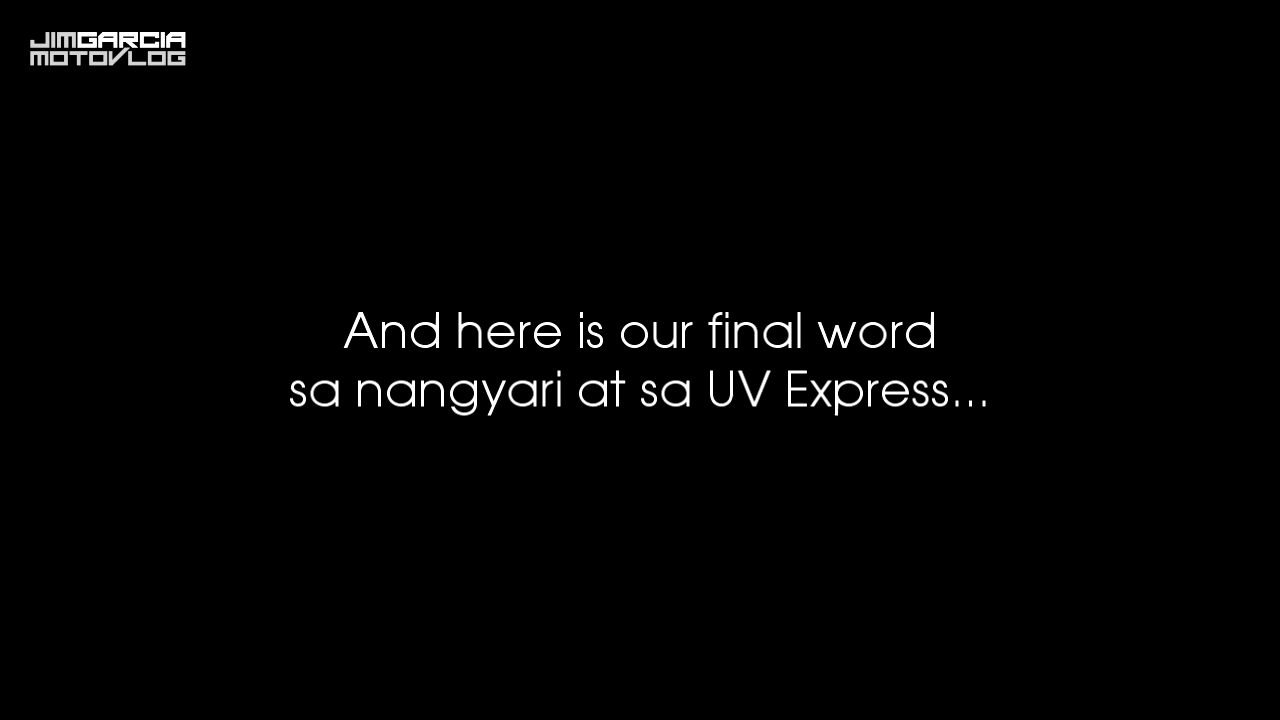 JIMGARCIA
MOTOVLOG
And here is our final word
sa nangyari at sa UV Express...